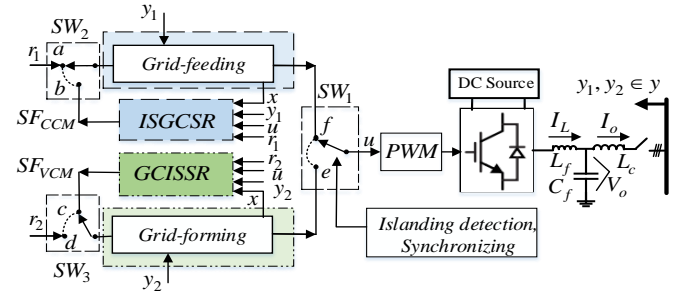 y1
SW2
r1
a
b
Grid-feeding
x
SFCCM
ISGCSR
y1
u
r1
SW1
f
e
u
PWM
DC Source
y1, y2 ∈ y
IL
Io
Lf
Lc
Cf
Vo
SFVCM
GCISSR
r2
u
y2
x
r2
c
d
SW3
Grid-forming
y2
Islanding detection,
Synchronizing